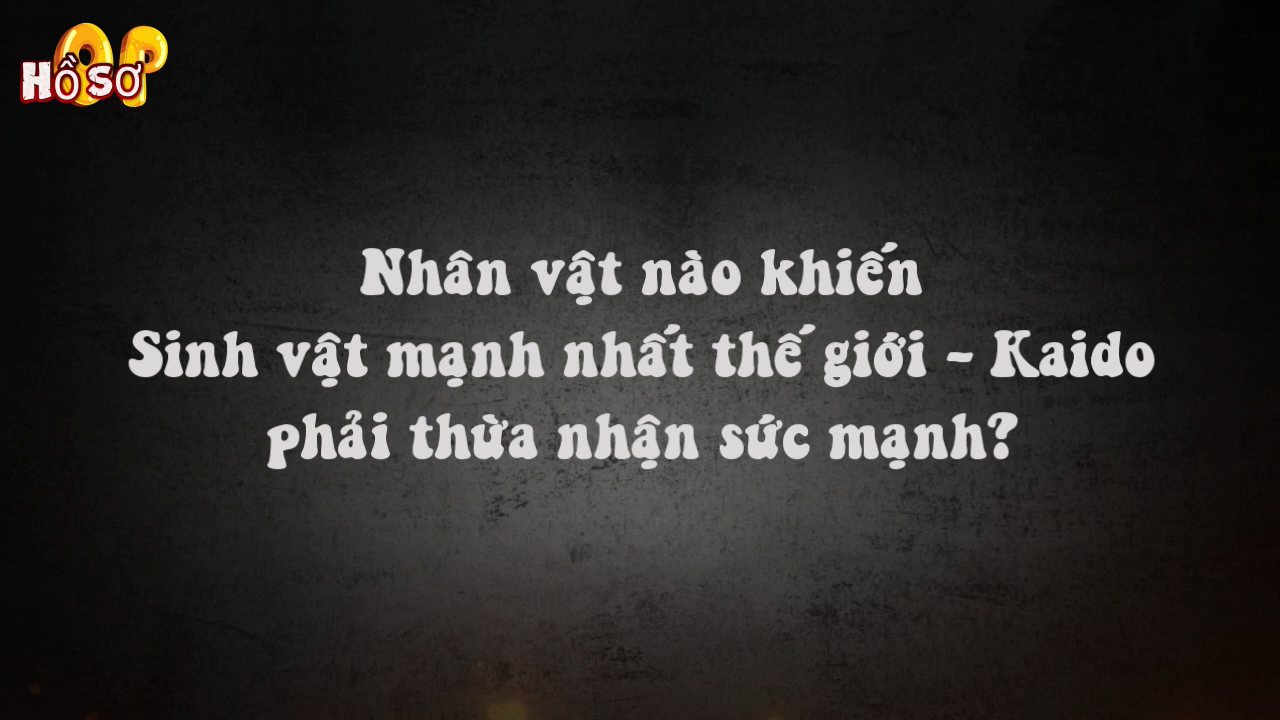 HỒ SƠ OP
Nhân vật nào khiến
Sinh vật mạnh nhất thế giới - Kaido
phải thừa nhận sức mạnh?